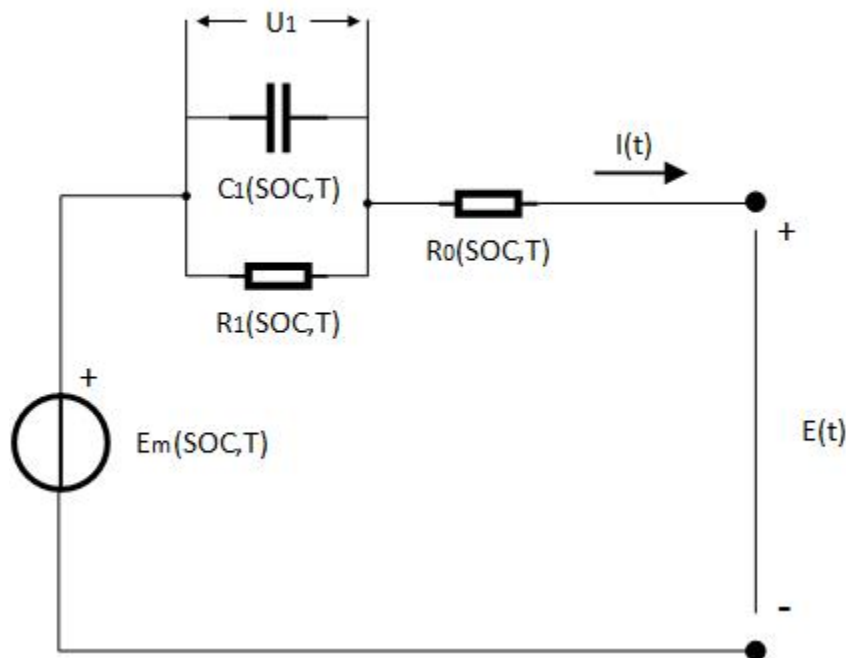 U1
I(t)
C1(SOC,T)
R0(SOC,T)
+
R1(SOC,T)
+
Em(SOC,T)
E(t)
-